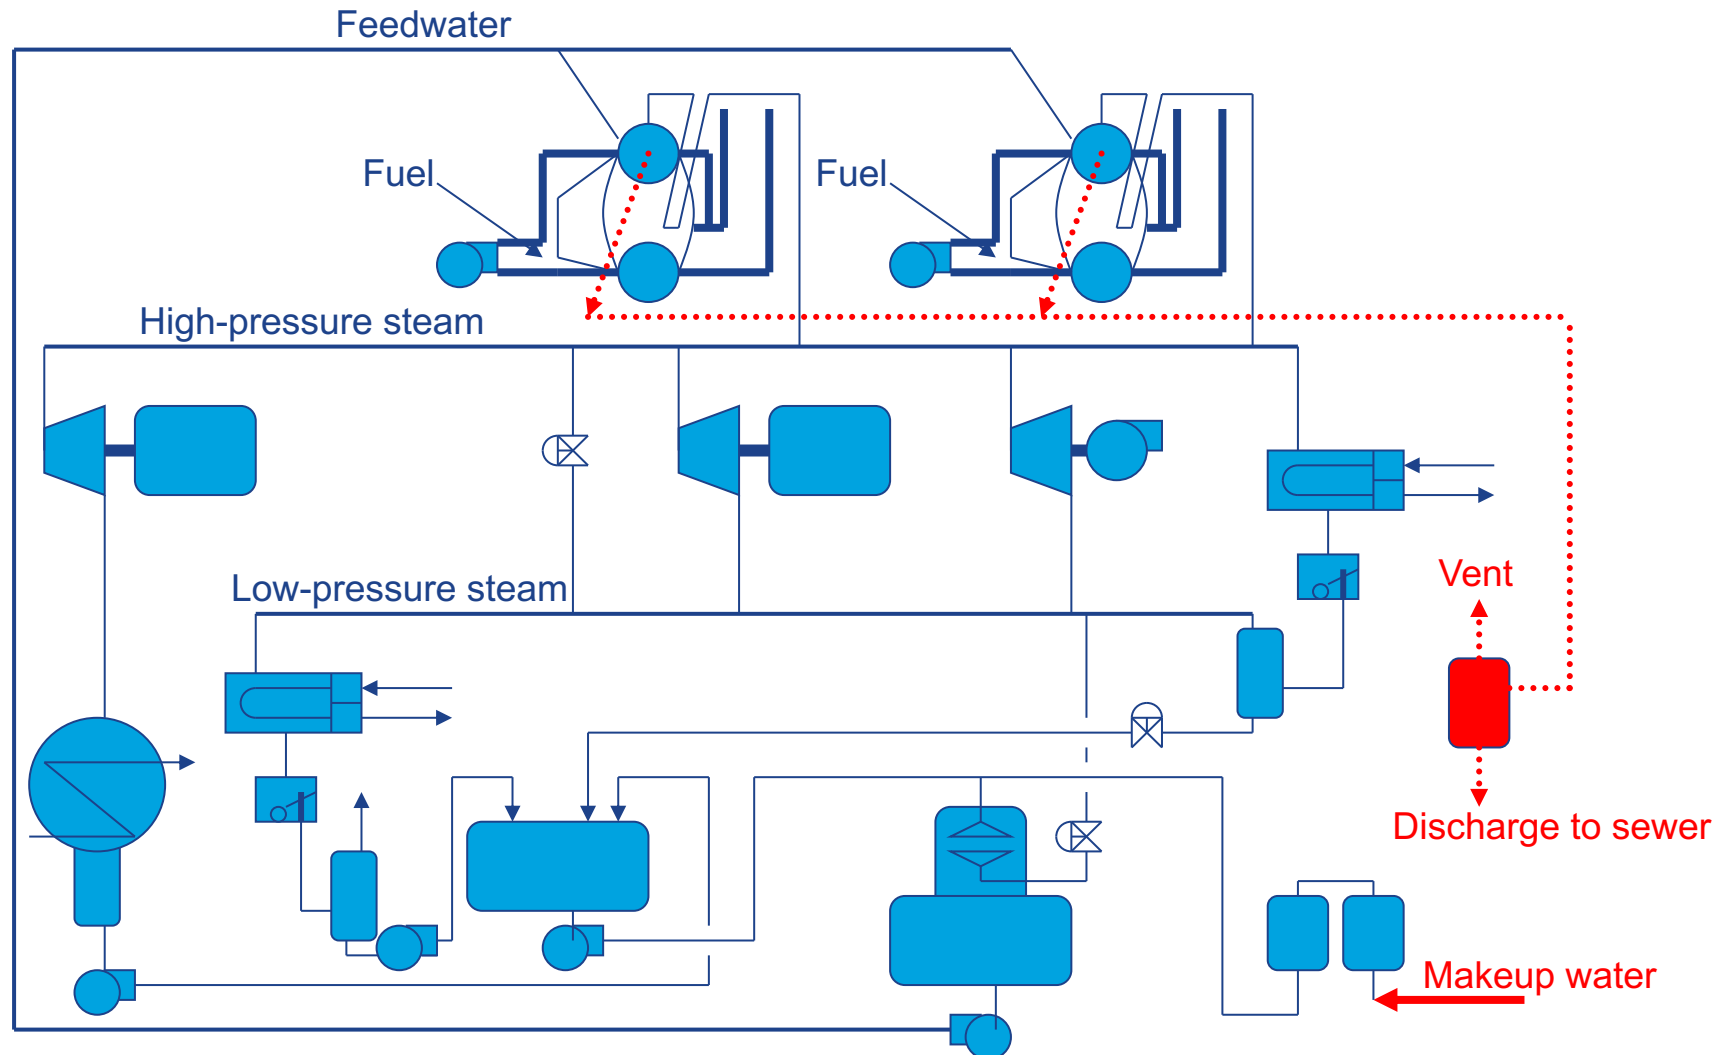 Feedwater
Fuel
Fuel
High-pressure steam
Low-pressure steam
Vent
Discharge to sewer
Makeup water